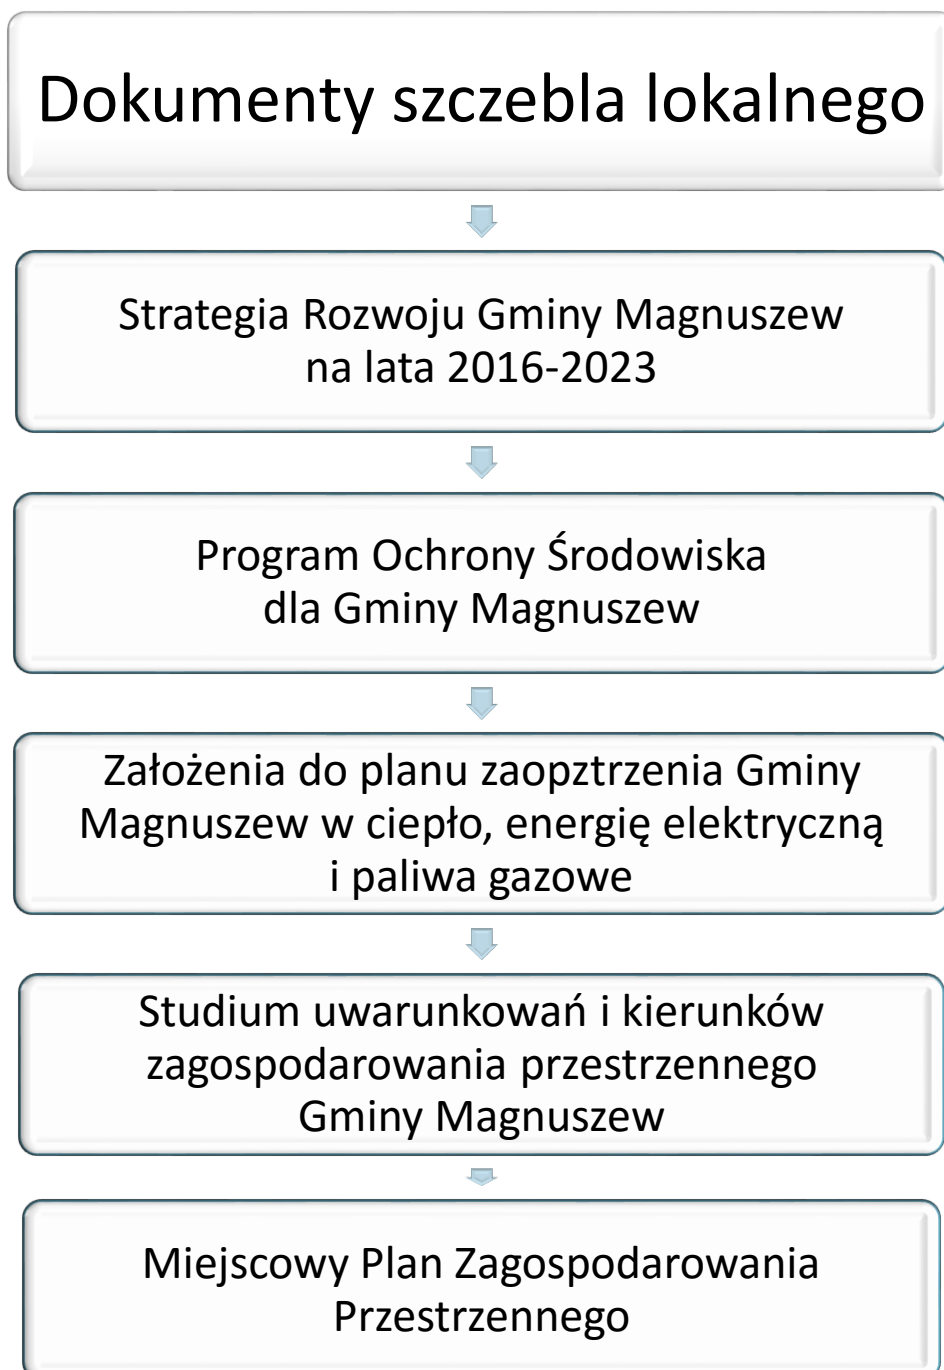 Dokumenty szczebla lokalnego
Strategia Rozwoju Gminy Magnuszew
na lata 2016-2023
Program Ochrony Środowiska
dla Gminy Magnuszew
Założenia do planu zaopztrzenia Gminy
Magnuszew w ciepło, energię elektryczną
i paliwa gazowe
Studium uwarunkowań i kierunków
zagospodarowania przestrzennego
Gminy Magnuszew
Miejscowy Plan Zagospodarowania
Przestrzennego